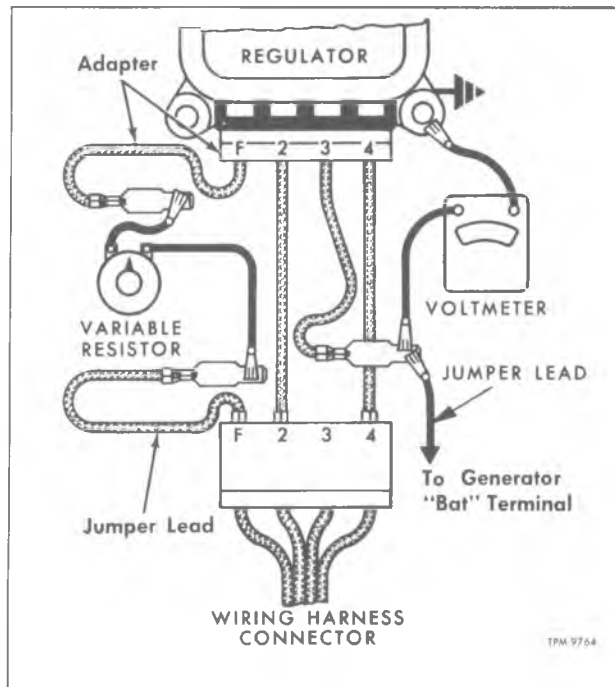 REGULATOR
Adapter
F 2 3 4
VOLTMETER
VARIABLE
RESISTOR
JUMPER LEAD
F 2 3 4
To Generator
"Bat" Terminal
Jumper Lead
WIRING HARNESS
CONNECTOR
TPM 9764